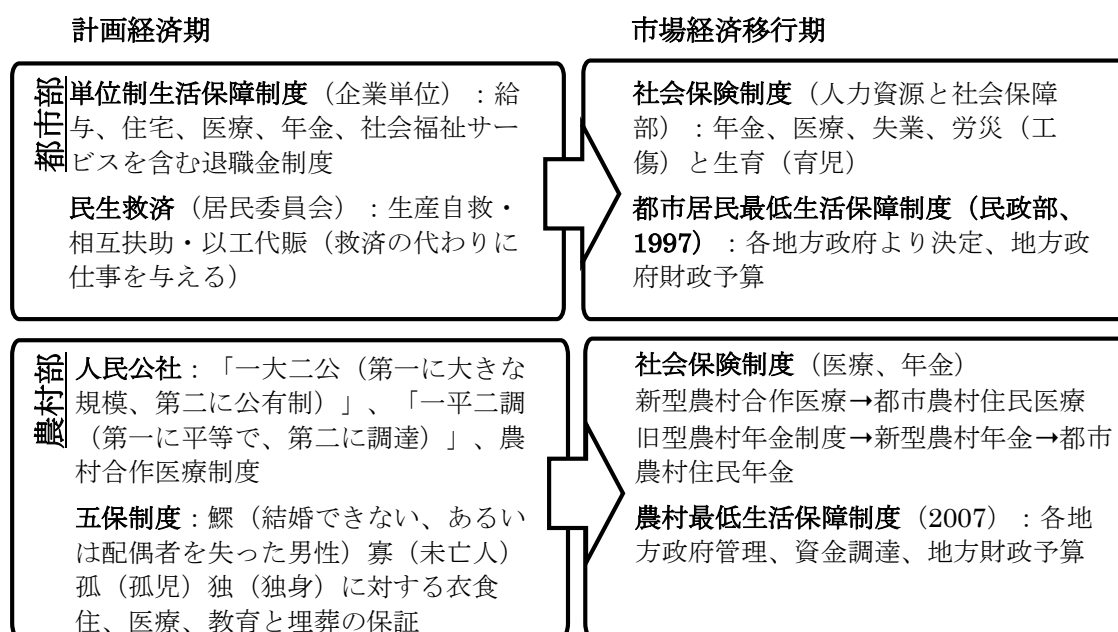 計画経済期
市場経済移行期
都市部
単位制生活保障制度（企業単位）：給
与、住宅、医療、年金、社会福祉サー
ビスを含む退職金制度
民生救済（居民委員会）：生産自救・
相互扶助・以工代賑（救済の代わりに
仕事を与える）
社会保険制度（人力資源と社会保障
部）：年金、医療、失業、労災（工
傷）と生育（育児）
都市居民最低生活保障制度（民政部、
1997）：各地方政府より決定、地方政
府財政予算
農村部
人民公社：「一大二公（第一に大きな
規模、第二に公有制）」、「一平二調
（第一に平等で、第二に調達）」、農
村合作医療制度
五保制度：鰥（結婚できない、あるい
は配偶者を失った男性）寡（未亡人）
孤（孤児）独（独身）に対する衣食
住、医療、教育と埋葬の保証
社会保険制度（医療、年金）
新型農村合作医療→都市農村住民医療
旧型農村年金制度→新型農村年金→都市
農村住民年金
農村最低生活保障制度（2007）：各地
方政府管理、資金調達、地方財政予算